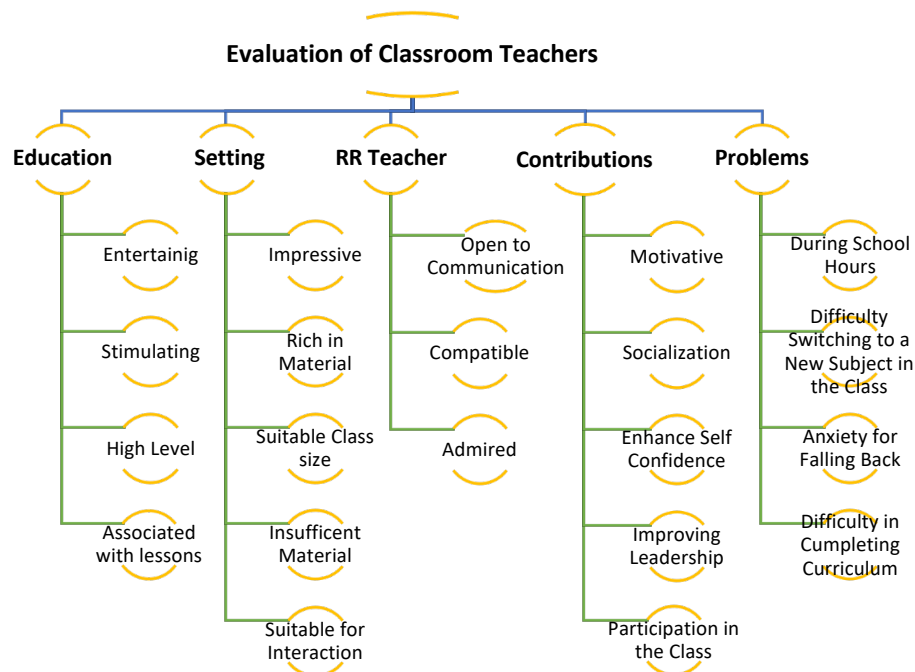 Evaluation of Classroom Teachers
Education
Setting
RR Teacher
Contributions
Problems
Entertainig
Stimulating
High Level
Associated
with lessons
Impressive
Rich in
Material
Suitable Class
size
Insufficent
Material
Suitable for
Interaction
Open to
Communication
Compatible
Admired
Motivative
Socialization
Enhance Self
Confidence
Improving
Leadership
Participation in
the Class
During School
Hours
Difficulty
Switching to a
New Subject in
the Class
Anxiety for
Falling Back
Difficulty in
Cumpleting
Curriculum